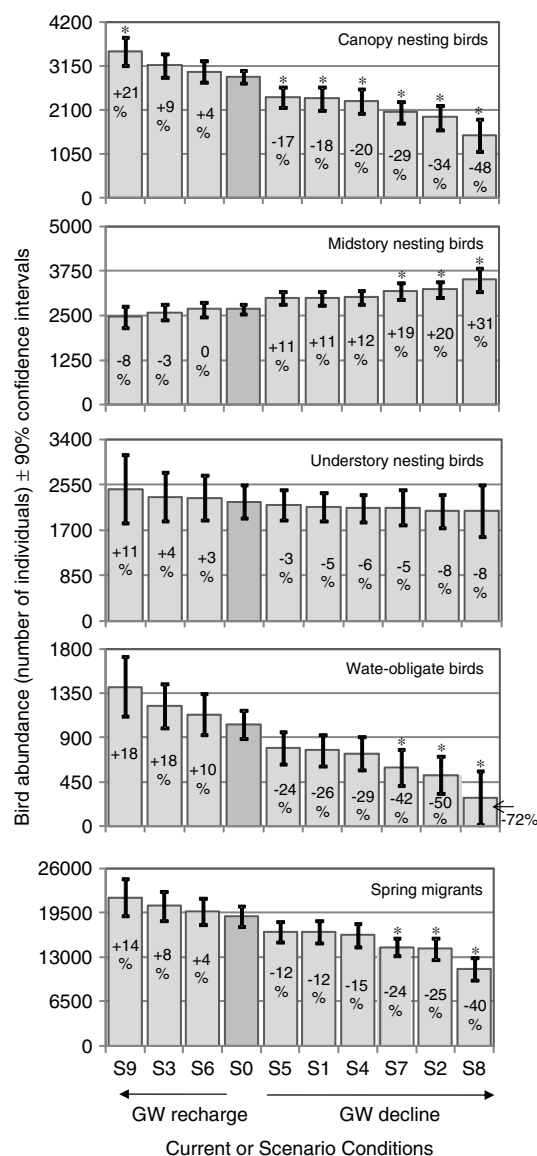 Bird abundance (number of individuals) ± 90% confidence intervals
4200
3150
2100
1050
0
Canopy nesting birds
* * * * * * *
+21 % +9 % +4 % -17 % -18 % -20 % -29 % -34 % -48 %
5000
3750
2500
1250
0
Midstory nesting birds
* * *
-8 % -3 % 0 % +11 % +11 % +12 % +19 % +20 % +31 %
3400
2550
1700
850
0
Understory nesting birds
+11 % +4 % +3 % -3 % -5 % -6 % -5 % -8 % -8 %
1800
1350
900
450
0
Wate-obligate birds
* * *
+18 +18 % +10 % -24 % -26 % -29 % -42 % -50 % -72%
26000
19500
13000
6500
0
Spring migrants
* * *
+14 % +8 % +4 % -12 % -12 % -15 % -24 % -25 % -40 %
S9 S3 S6 S0 S5 S1 S4 S7 S2 S8
GW recharge GW decline
Current or Scenario Conditions